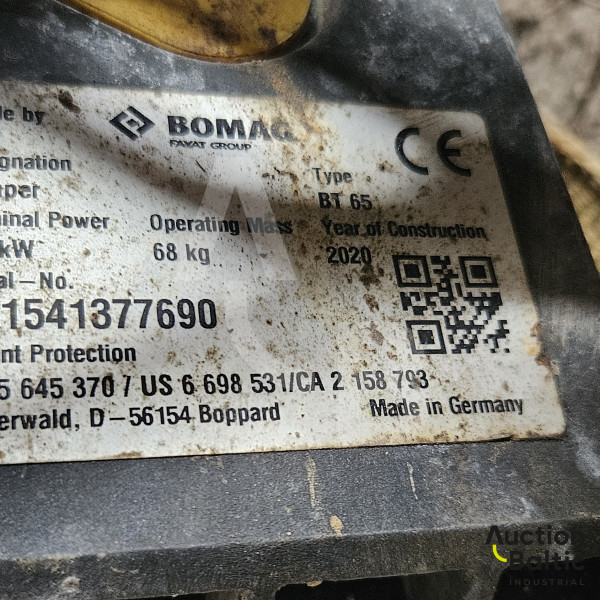 de by
BOMAG
FAYAT GROUP
CE
gnation
Type
per
BT 65
inal Power
Operating Mass
Year of Construction
kW
68 kg
2020
al-No.
1541377690
nt Protection
5 645 370 / US 6 698 531/CA 2 158 793
erwald, D-56154 Boppard
Made in Germany
Auction
Baltic
INDUSTRIAL